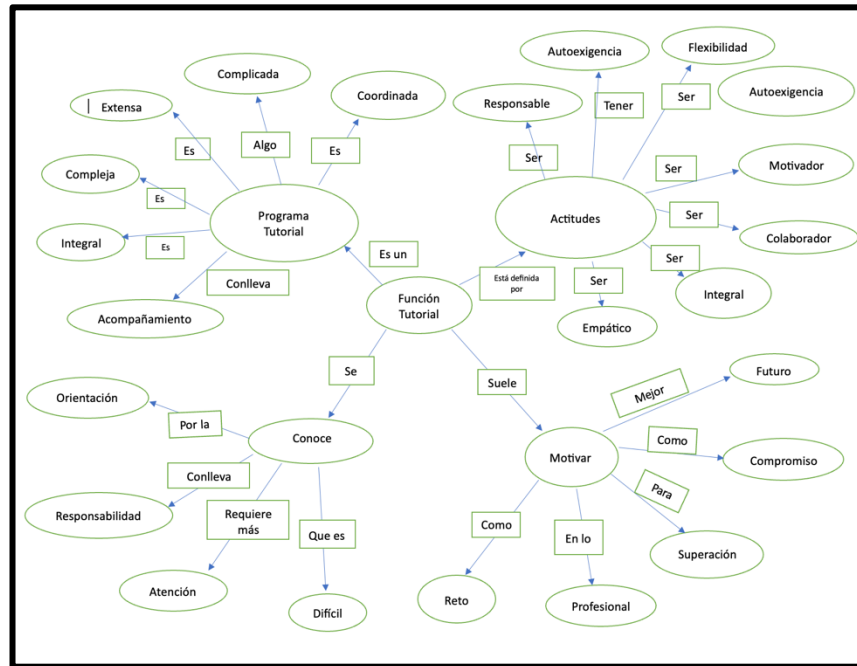 Complicada
Autoexigencia
Flexibilidad
Extensa
Coordinada
Responsable
Tener
Ser
Autoexigencia
Es
Algo
Es
Ser
Compleja
Es
Programa
Tutorial
Actitudes
Ser
Motivador
Integral
Es
Ser
Colaborador
Conlleva
Es un
Está definida
por
Ser
Ser
Integral
Acompañamiento
Función
Tutorial
Empático
Se
Suele
Mejor
Futuro
Orientación
Por la
Conoce
Motivar
Como
Compromiso
Conlleva
Responsabilidad
Requiere
más
Que es
Como
En lo
Para
Superación
Atención
Difícil
Reto
Profesional